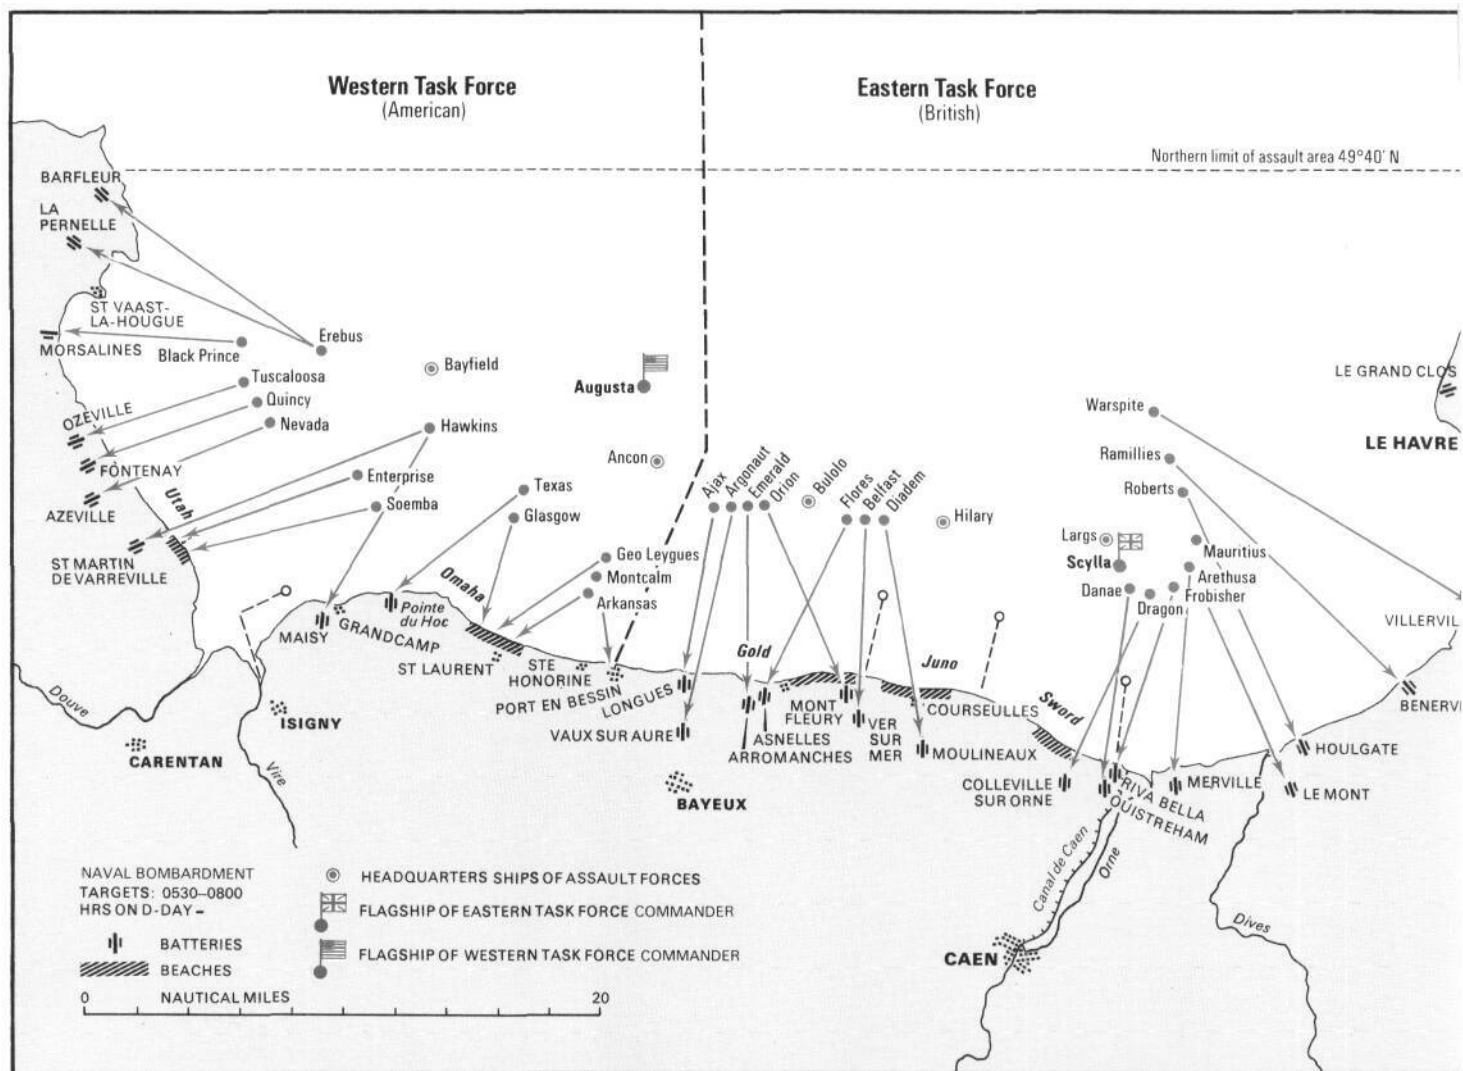 Western Task Force
(American)
Eastern Task Force
(British)
Northern limit of assault area 49°40' N
BARFLEUR
LA
PERNELLE
ST VAAST-
LA-HOUGUE
MORSALINES
Black Prince
Erebus
Bayfield
Augusta
Tuscaloosa
Quincy
Nevada
Hawkins
OZEVILLE
FONTENAY
AZEVILLE
Utah
Enterprise
Soemba
Texas
Glasgow
Ancon
ST MARTIN
DE VARREVILLE
Geo Leygues
Montcalm
Arkansas
Omaha
MAISY
GRANDCAMP
Pointe
du Hoc
ST LAURENT
STE
HONORINE
PORT EN BESSIN
LONGUES
VAUX SUR AURE
Ajax
Argonaut
Emerald
Orion
Bulolo
Flores
Belfast
Diadem
Hilary
Warspite
Ramillies
Roberts
Largs
Scylla
Mauritius
Arethusa
Danae
Frobisher
Dragon
LE GRAND CLOS
LE HAVRE
VILLERVIL
BENERVI
HOULGATE
LE MONT
Gold
Juno
Sword
ASNELLES
ARROMANCHES
MONT
FLEURY
VER
SUR
MER
COURSEULLES
MOULINEAUX
COLLEVILLE
SUR ORNE
RIVA BELLA
OUISTREHAM
MERVILLE
Douve
CARENTAN
ISIGNY
Vire
BAYEUX
Canal de Caen
Orne
CAEN
Dives
NAVAL BOMBARDMENT
TARGETS: 0530–0800
HRS ON D-DAY –
BATTERIES
BEACHES
0 NAUTICAL MILES 20
HEADQUARTERS SHIPS OF ASSAULT FORCES
FLAGSHIP OF EASTERN TASK FORCE COMMANDER
FLAGSHIP OF WESTERN TASK FORCE COMMANDER